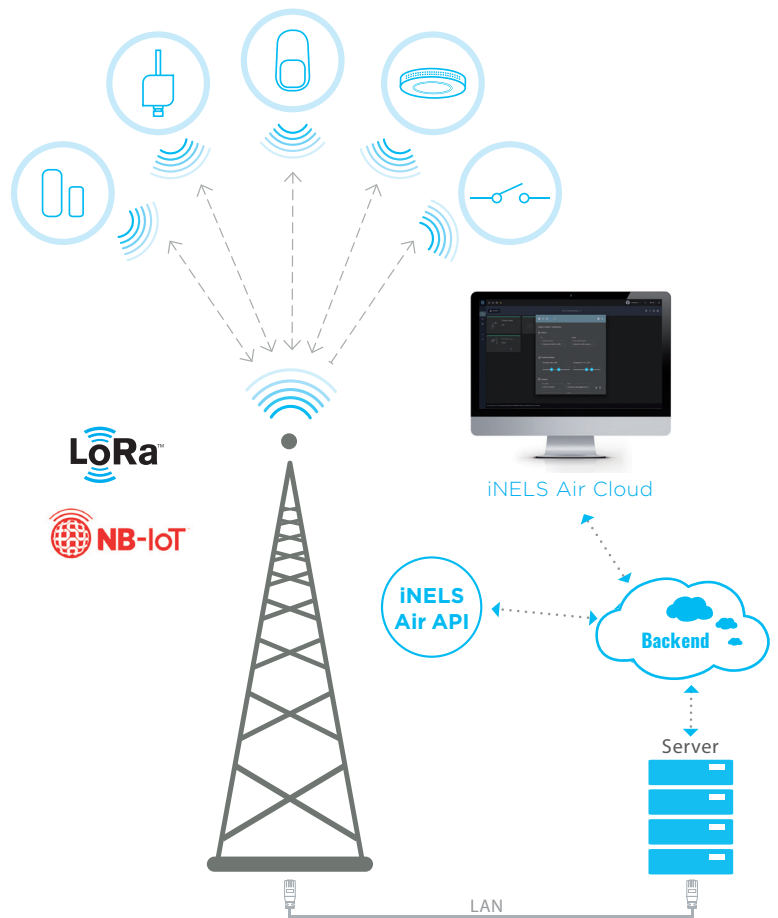 LoRa™
NB-IoT
iNELS Air Cloud
iNELS
Air API
Backend
Server
LAN